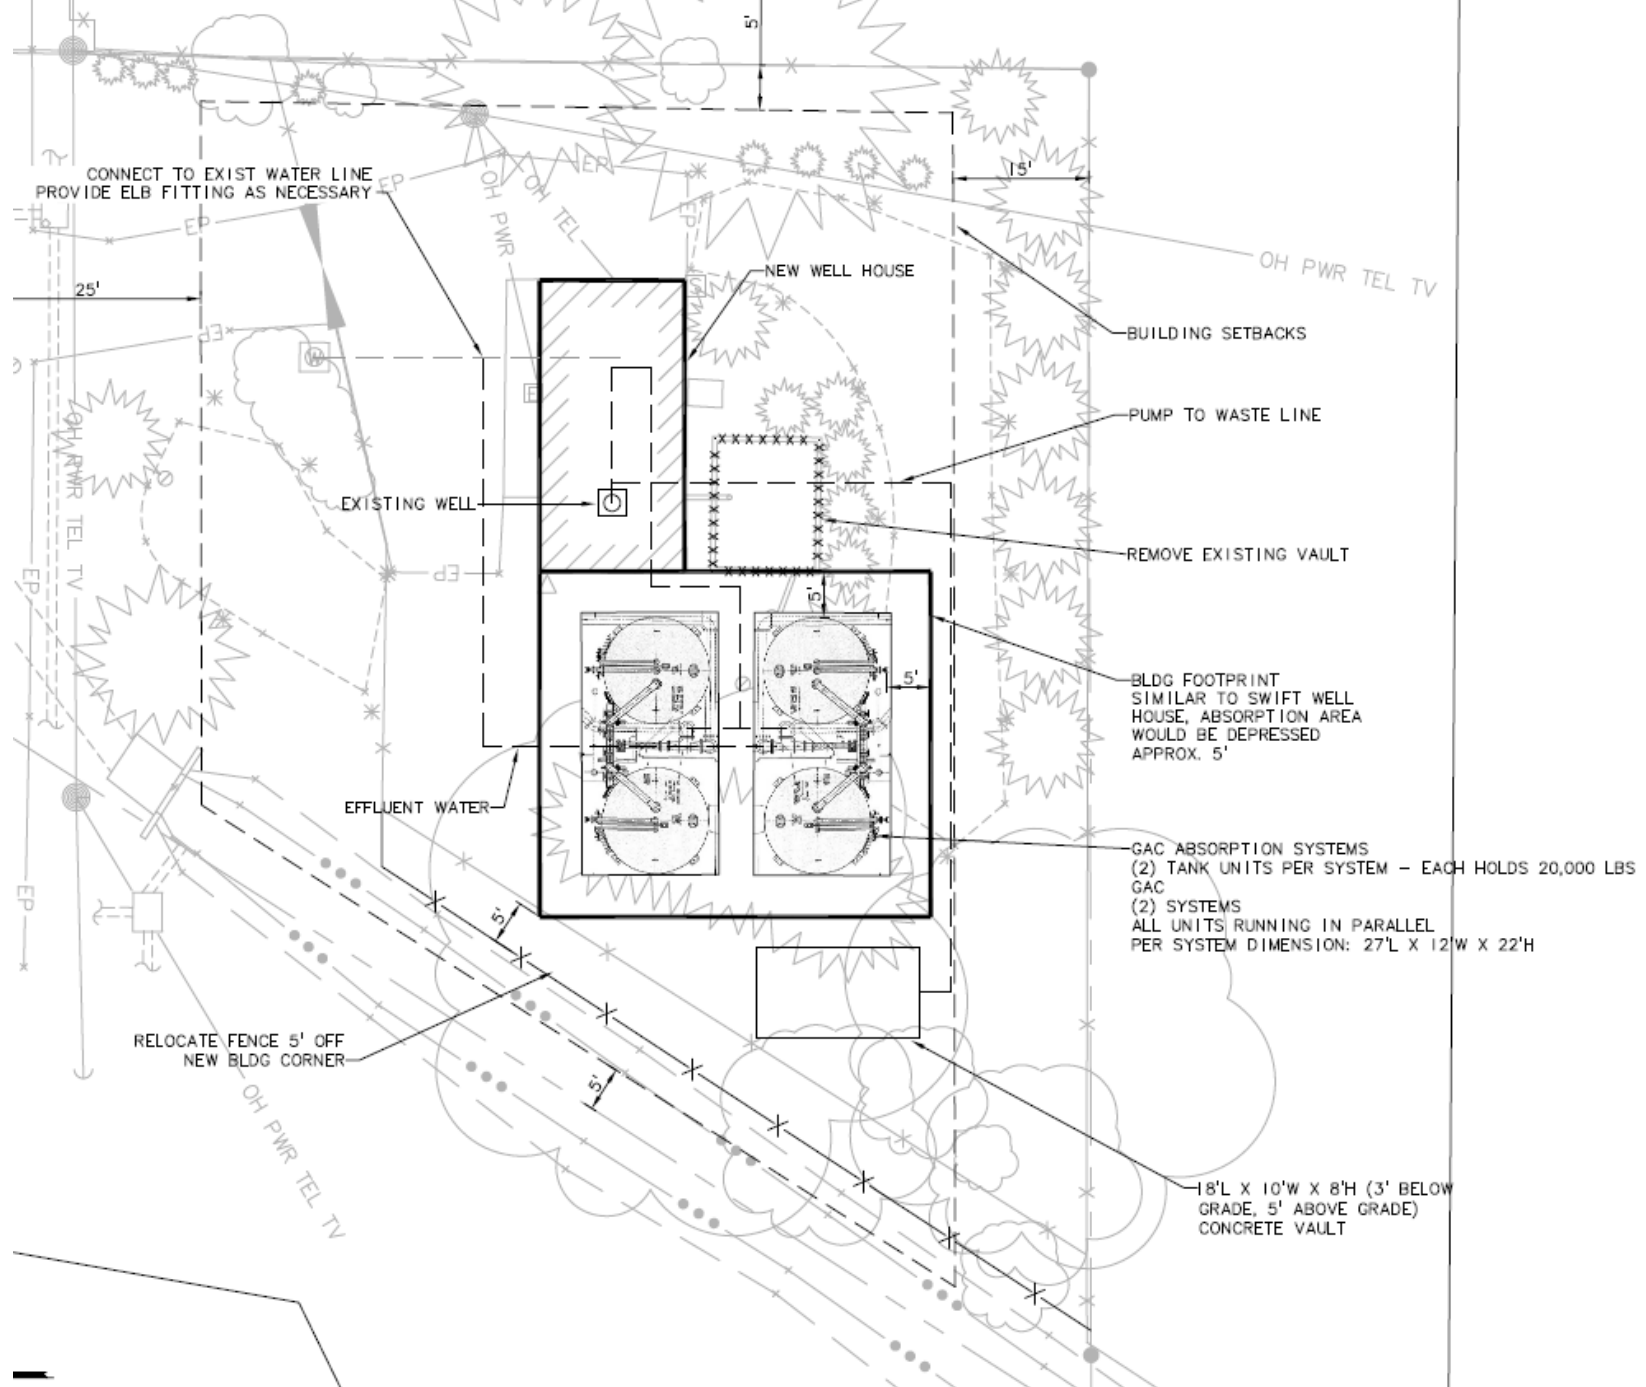 5'
CONNECT TO EXIST WATER LINE
PROVIDE ELB FITTING AS NECESSARY
EP
EP
EP
OH PWR
OH TEL
EP
15'
OH PWR TEL TV
25'
NEW WELL HOUSE
EP
W
E
BUILDING SETBACKS
PUMP TO WASTE LINE
OH PWR TEL TV
EXISTING WELL
REMOVE EXISTING VAULT
EP
EP
5'
5'
BLDG FOOTPRINT
SIMILAR TO SWIFT WELL
HOUSE, ABSORPTION AREA
WOULD BE DEPRESSED
APPROX. 5'
EFFLUENT WATER
GAC ABSORPTION SYSTEMS
(2) TANK UNITS PER SYSTEM – EACH HOLDS 20,000 LBS
GAC
(2) SYSTEMS
ALL UNITS RUNNING IN PARALLEL
PER SYSTEM DIMENSION: 27'L X 12'W X 22'H
EP
5'
RELOCATE FENCE 5' OFF
NEW BLDG CORNER
5'
OH PWR TEL TV
18'L X 10'W X 8'H (3' BELOW
GRADE, 5' ABOVE GRADE)
CONCRETE VAULT